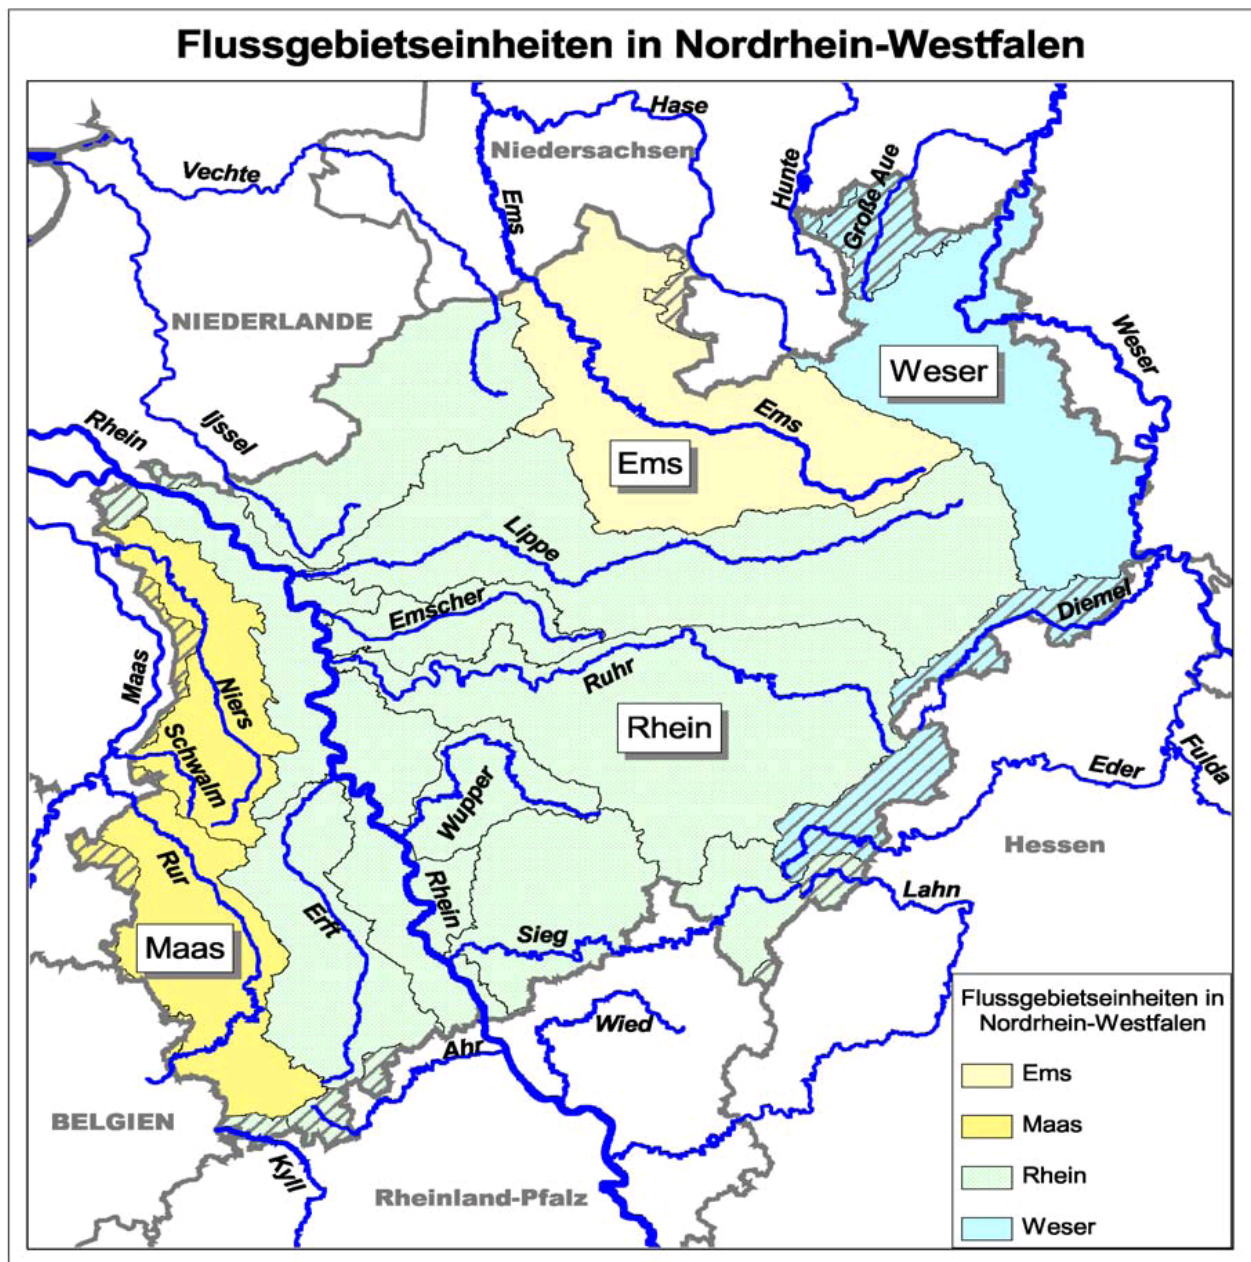 Flussgebietseinheiten in Nordrhein-Westfalen
Hase
Niedersachsen
Vechte
Hunte
Große Aue
Ems
NIEDERLANDE
Weser
Weser
Rhein
Ijssel
Ems
Ems
Lippe
Emscher
Diemel
Maas
Niers
Ruhr
Rhein
Schwalm
Wupper
Eder
Fulda
Hessen
Rur
Rhein
Lahn
Erft
Sieg
Maas
Wied
Ahr
BELGIEN
Kyll
Rheinland-Pfalz
Flussgebietseinheiten in
Nordrhein-Westfalen
Ems
Maas
Rhein
Weser